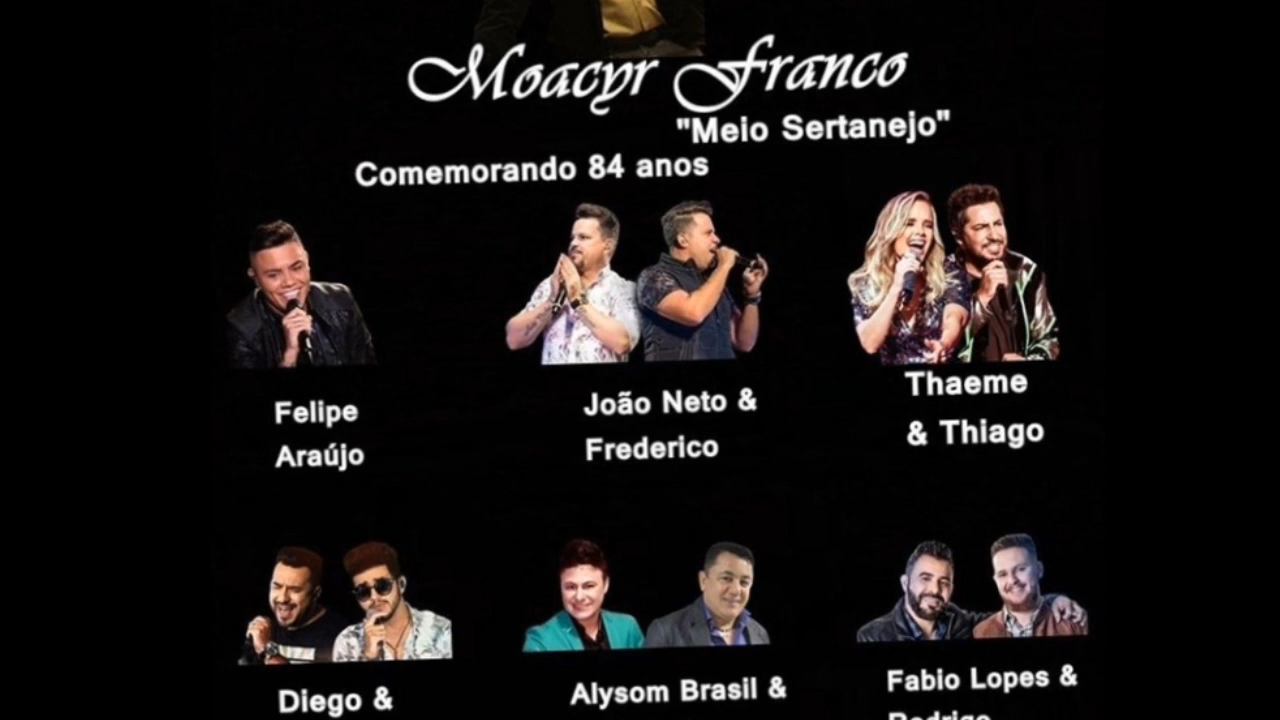 Moacyr Franco
"Meio Sertanejo"
Comemorando 84 anos
Felipe
Araújo
João Neto &
Frederico
Thaeme
& Thiago
Diego &
Alysom Brasil &
Fabio Lopes &
Rodrigo